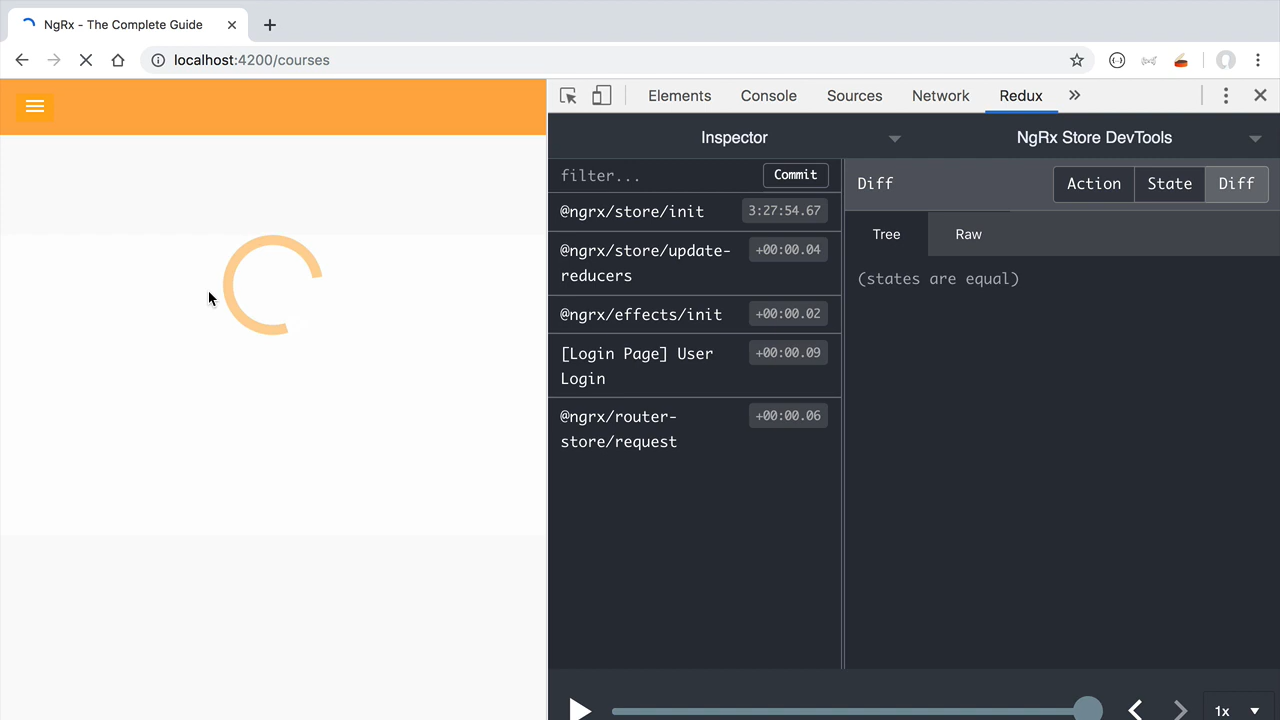 NgRx - The Complete Guide
localhost:4200/courses
Elements Console Sources Network Redux
Inspector
NgRx Store DevTools
filter...
Commit
@ngrx/store/init 3:27:54.67
@ngrx/store/update- +00:00.04
reducers
@ngrx/effects/init +00:00.02
[Login Page] User +00:00.09
Login
@ngrx/router- +00:00.06
store/request
Diff
Action State Diff
Tree Raw
(states are equal)
1x